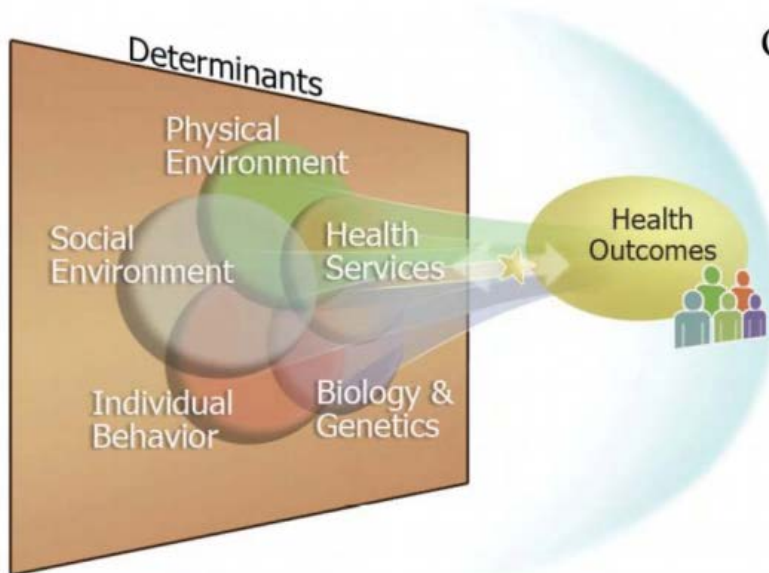 Determinants
Physical
Environment
Social
Environment
Health
Services
Individual
Behavior
Biology &
Genetics
Health
Outcomes